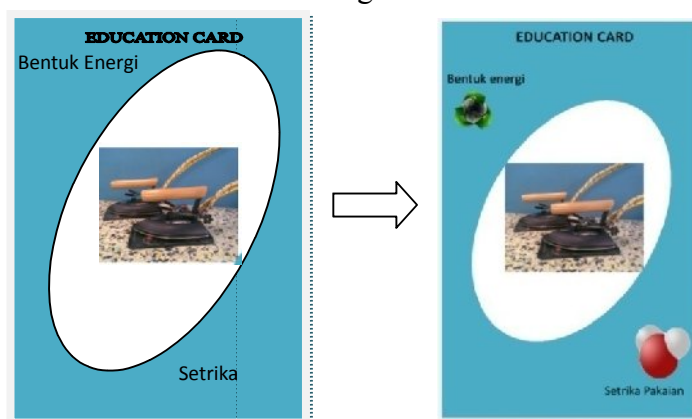 EDUCATION CARD
Bentuk Energi
Setrika
EDUCATION CARD
Bentuk energi
Setrika Pakaian